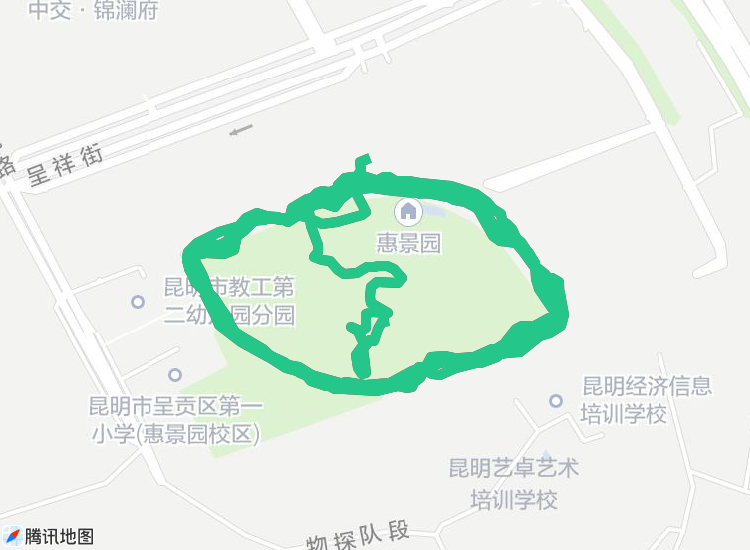 中交·锦澜府
路
呈祥街
惠景园
昆明市教工第
二幼儿园分园
昆明市呈贡区第一
小学(惠景园校区)
昆明经济信息
培训学校
昆明艺卓艺术
培训学校
物探队段
腾讯地图